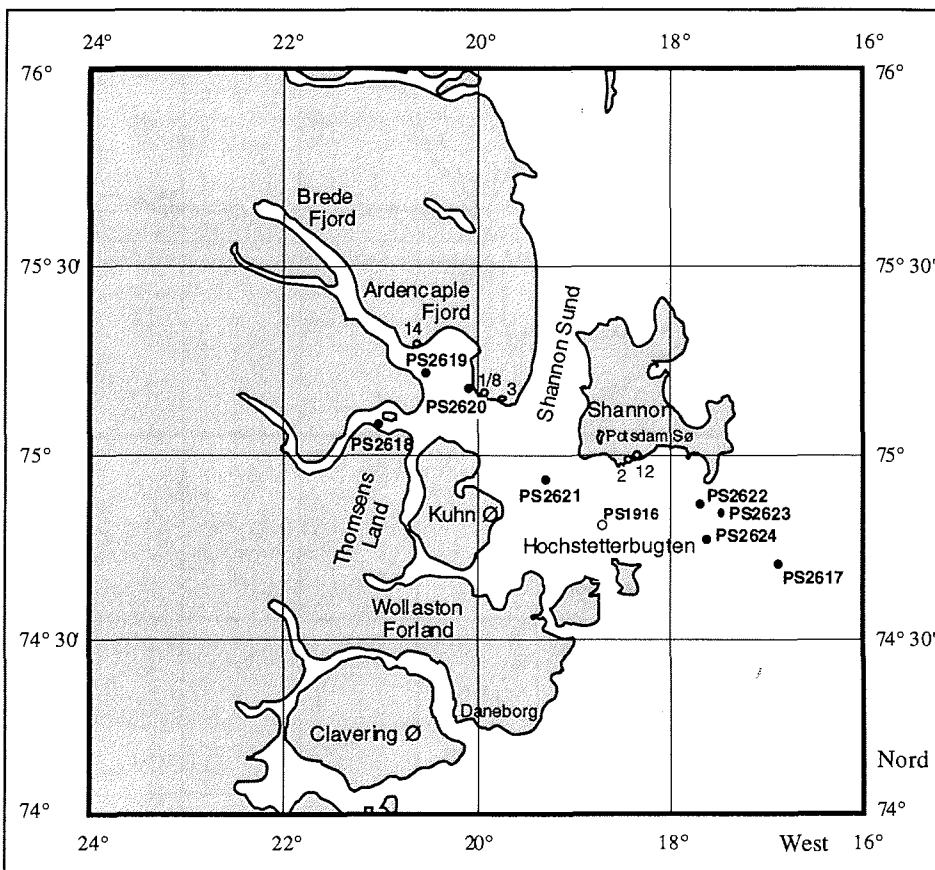 24° 22° 20° 18° 16°
76° 76°
Brede
Fjord
75° 30' 75° 30'
Ardencaple
Fjord
14
PS2619
1/8
3
PS2620
PS2618
Shannon Sund
Shannon
Potsdam Sø
2 12
75° 75°
PS2621
PS2622
PS2623
PS1916
PS2624
Thomsens
Land
Kuhn Ø
Hochstetterbugten
PS2617
Wollaston
Forland
74° 30' 74° 30'
Daneborg
Clavering Ø
Nord
74° 74°
24° 22° 20° 18° West 16°